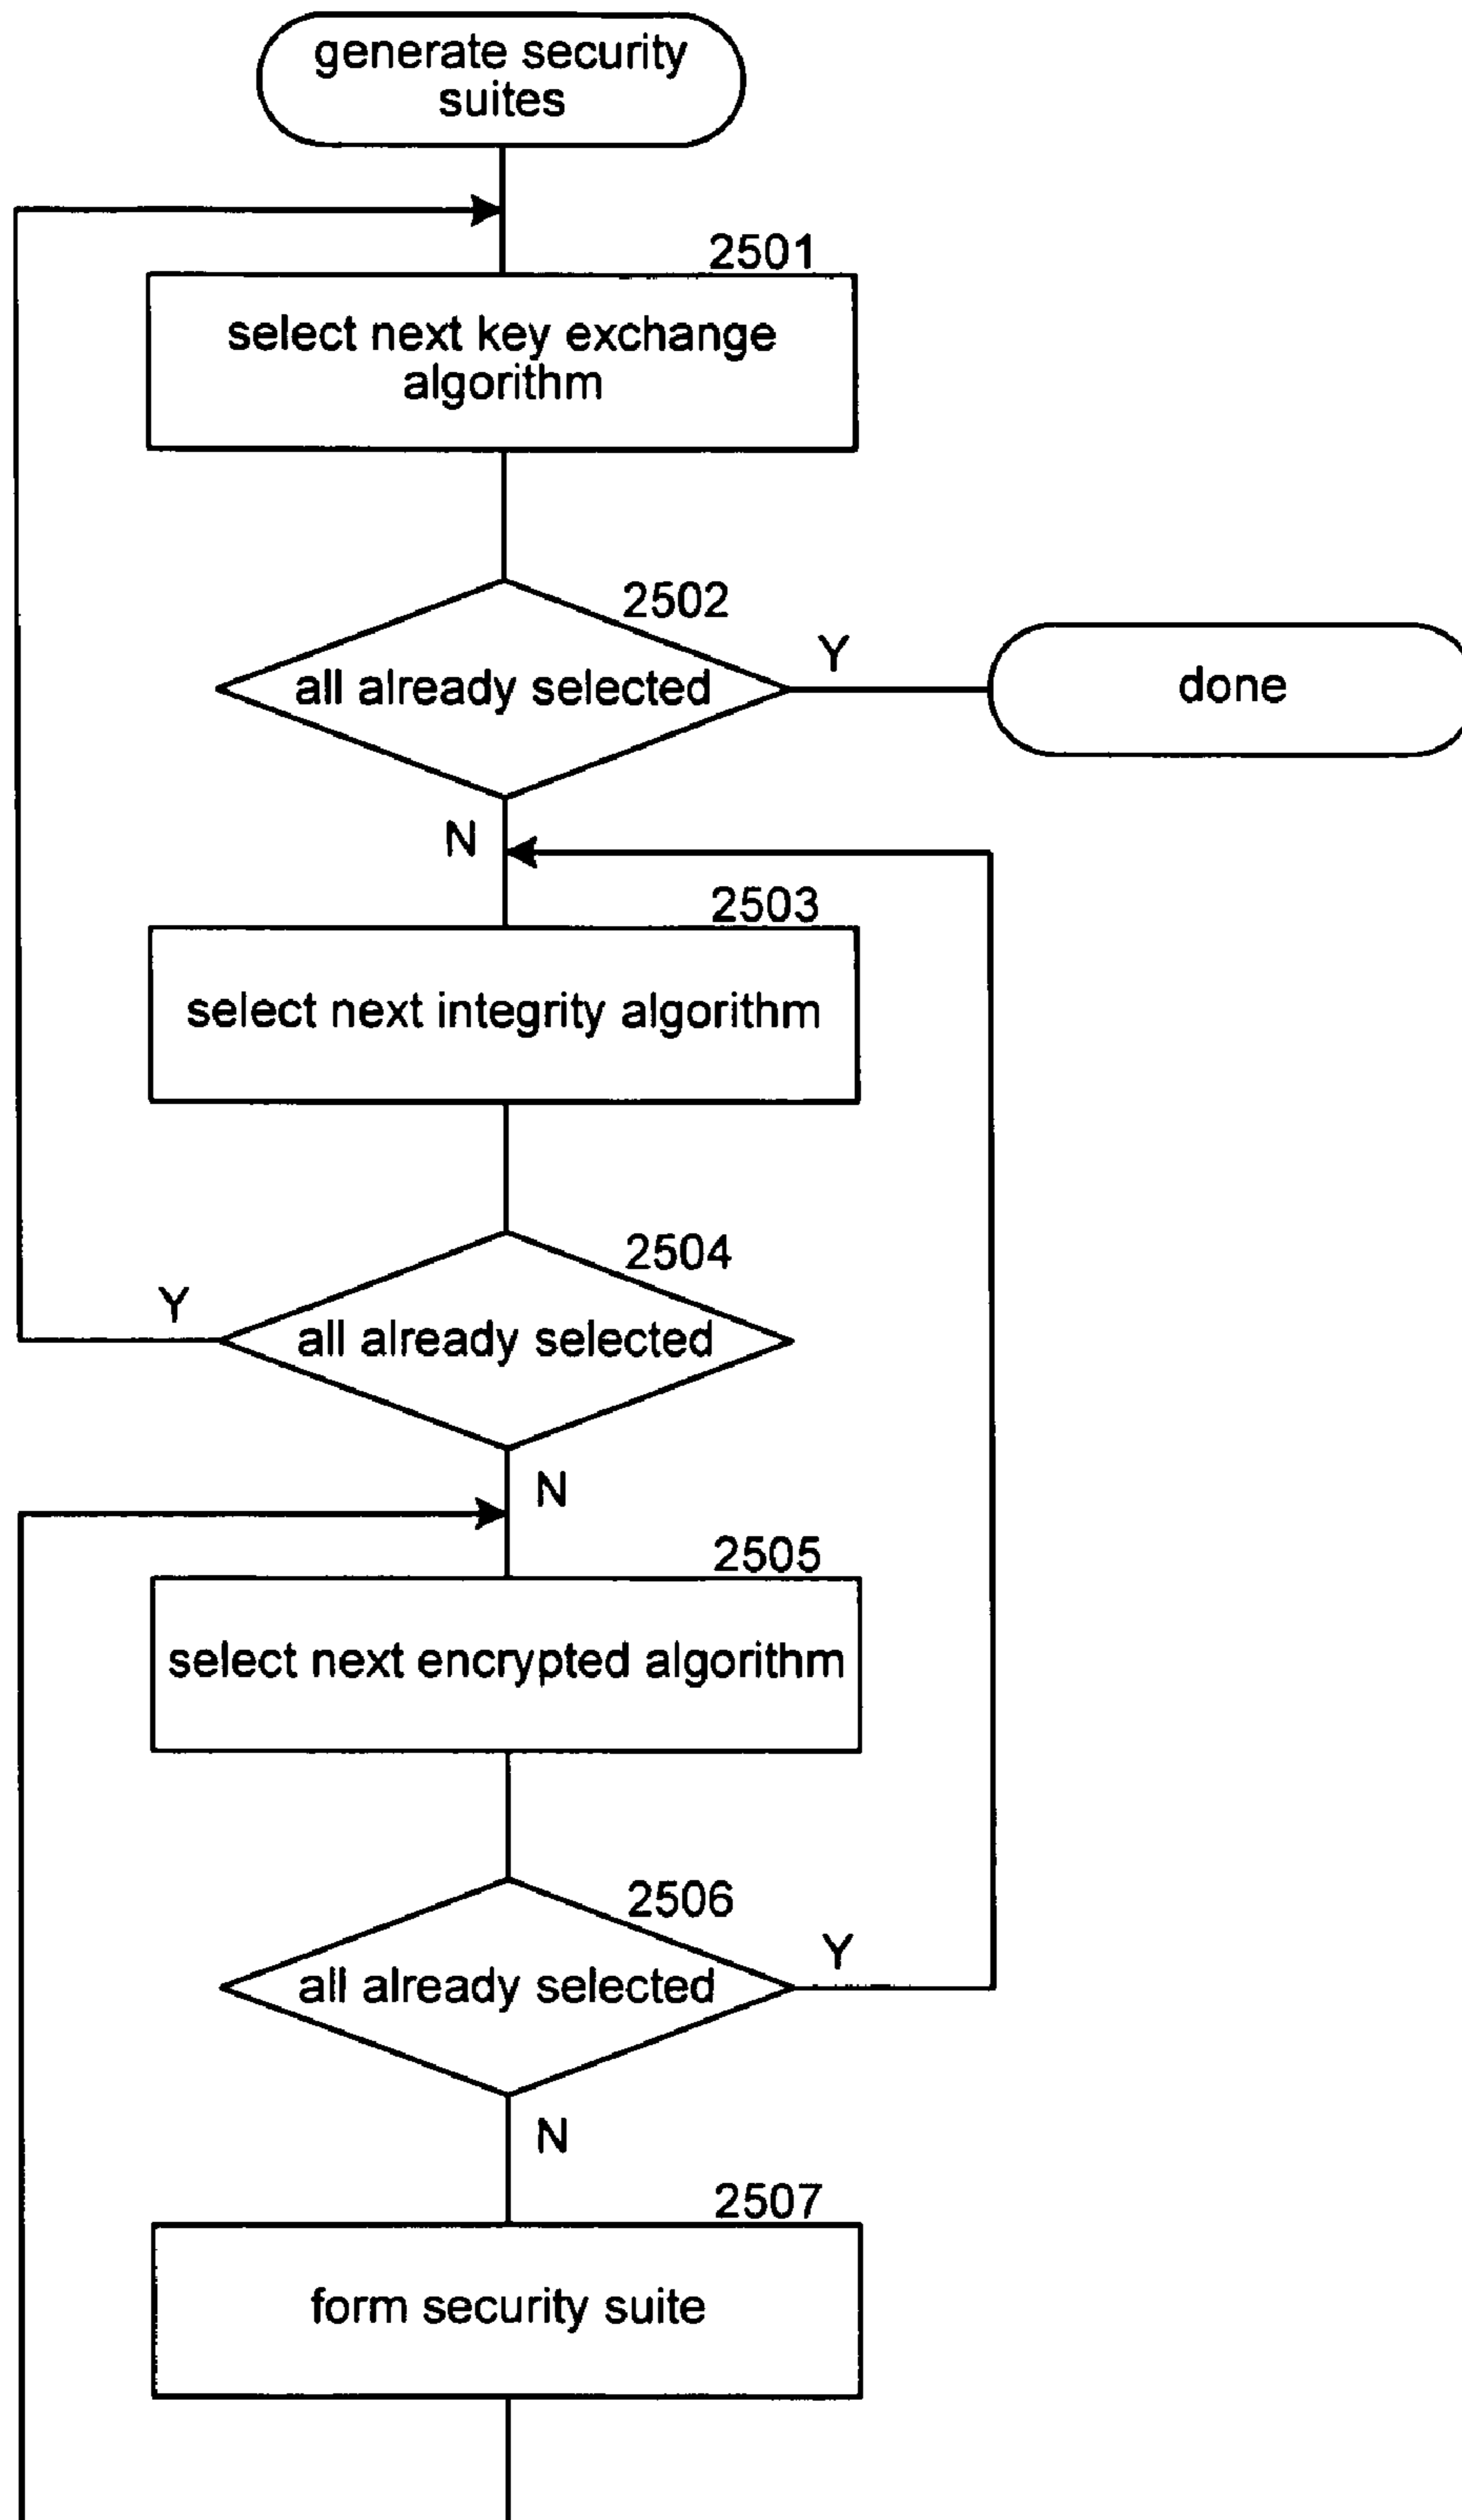 generate security
suites
2501
select next key exchange
algorithm
2502
all already selected
Y
done
N
2503
select next integrity algorithm
2504
Y
all already selected
N
2505
select next encrypted algorithm
2506
all already selected
Y
N
2507
form security suite